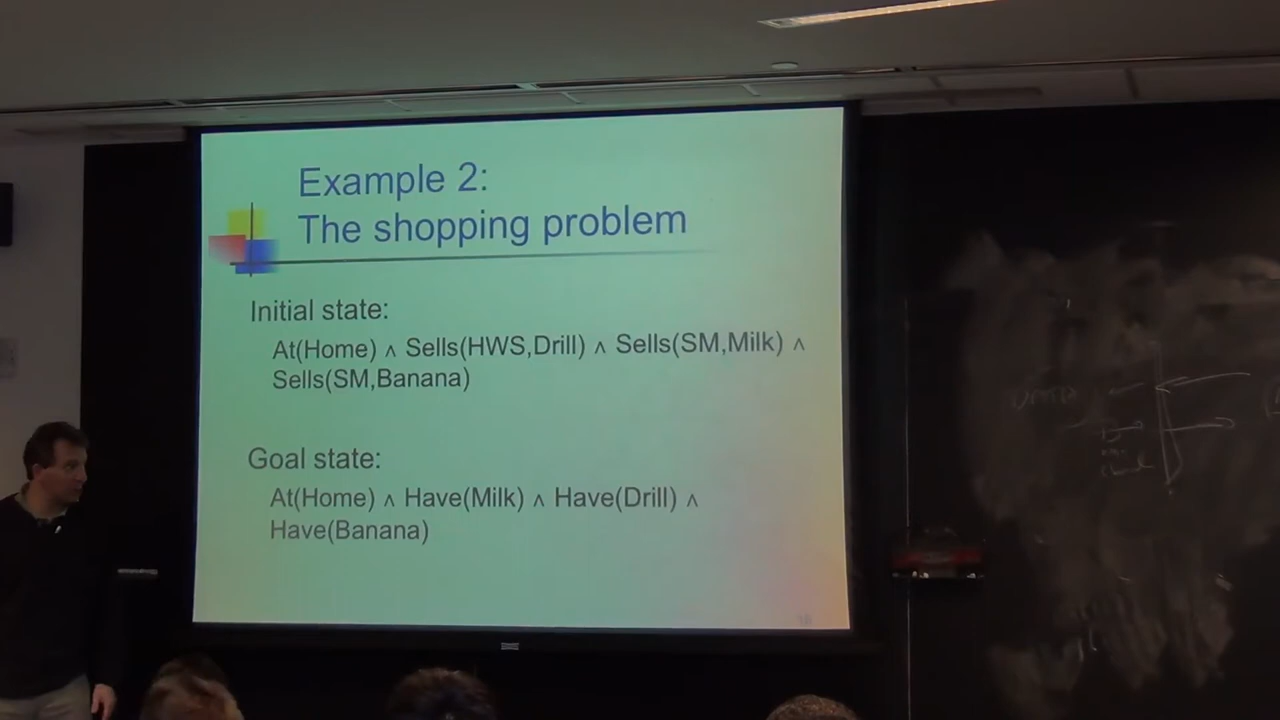 Example 2:
The shopping problem
Initial state:
At(Home) ∧ Sells(HWS,Drill) ∧ Sells(SM,Milk) ∧
Sells(SM,Banana)
Goal state:
At(Home) ∧ Have(Milk) ∧ Have(Drill) ∧
Have(Banana)